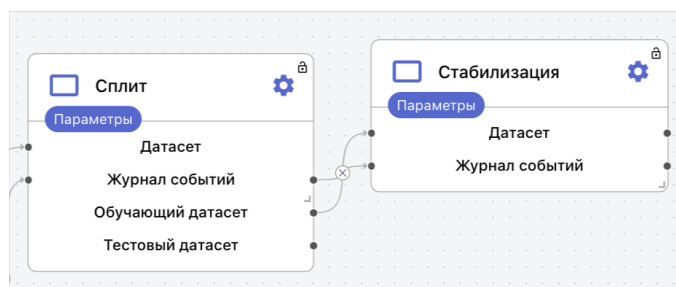 Сплит
Параметры
Датасет
Журнал событий
Обучающий датасет
Тестовый датасет
Стабилизация
Параметры
Датасет
Журнал событий